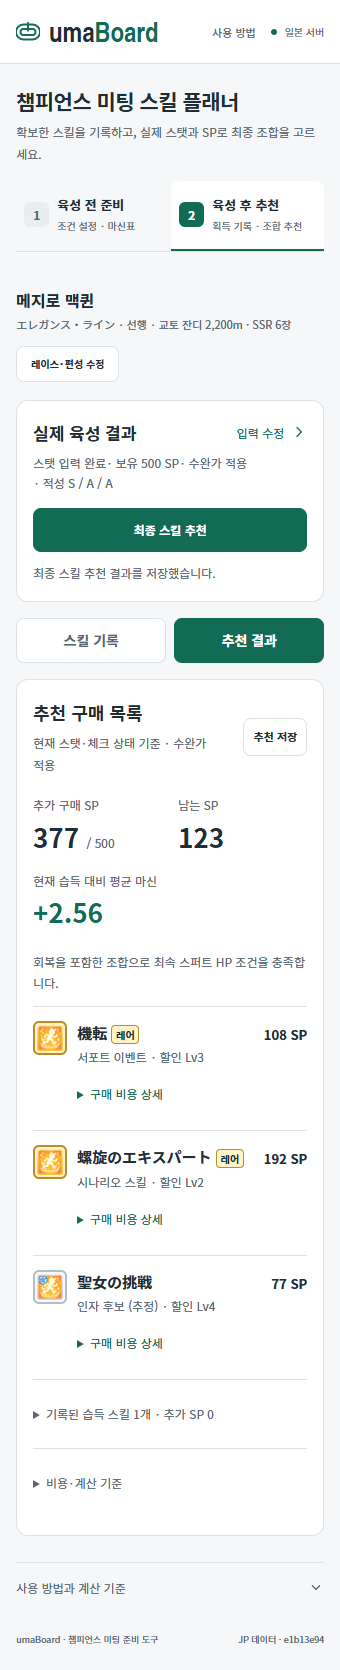 umaBoard
사용 방법
일본 서버
챔피언스 미팅 스킬 플래너
확보한 스킬을 기록하고, 실제 스탯과 SP로 최종 조합을 고르
세요.
1
육성 전 준비
조건 설정 · 마신표
2
육성 후 추천
획득 기록 · 조합 추천
메지로 맥퀸
エレガンス・ライン · 선행 · 교토 잔디 2,200m · SSR 6장
레이스·편성 수정
실제 육성 결과
입력 수정
스탯 입력 완료· 보유 500 SP· 수완가 적용
· 적성 S / A / A
최종 스킬 추천
최종 스킬 추천 결과를 저장했습니다.
스킬 기록
추천 결과
추천 구매 목록
현재 스탯·체크 상태 기준 · 수완가
적용
추천 저장
추가 구매 SP
남는 SP
377 / 500
123
현재 습득 대비 평균 마신
+2.56
회복을 포함한 조합으로 최속 스퍼트 HP 조건을 충족합
니다.
機転 레어
108 SP
서포트 이벤트 · 할인 Lv3
▶ 구매 비용 상세
螺旋のエキスパート 레어
192 SP
시나리오 스킬 · 할인 Lv2
▶ 구매 비용 상세
聖女の挑戦
77 SP
인자 후보 (추정) · 할인 Lv4
▶ 구매 비용 상세
▶ 기록된 습득 스킬 1개 · 추가 SP 0
▶ 비용·계산 기준
사용 방법과 계산 기준
umaBoard · 챔피언스 미팅 준비 도구
JP 데이터 · e1b13e94